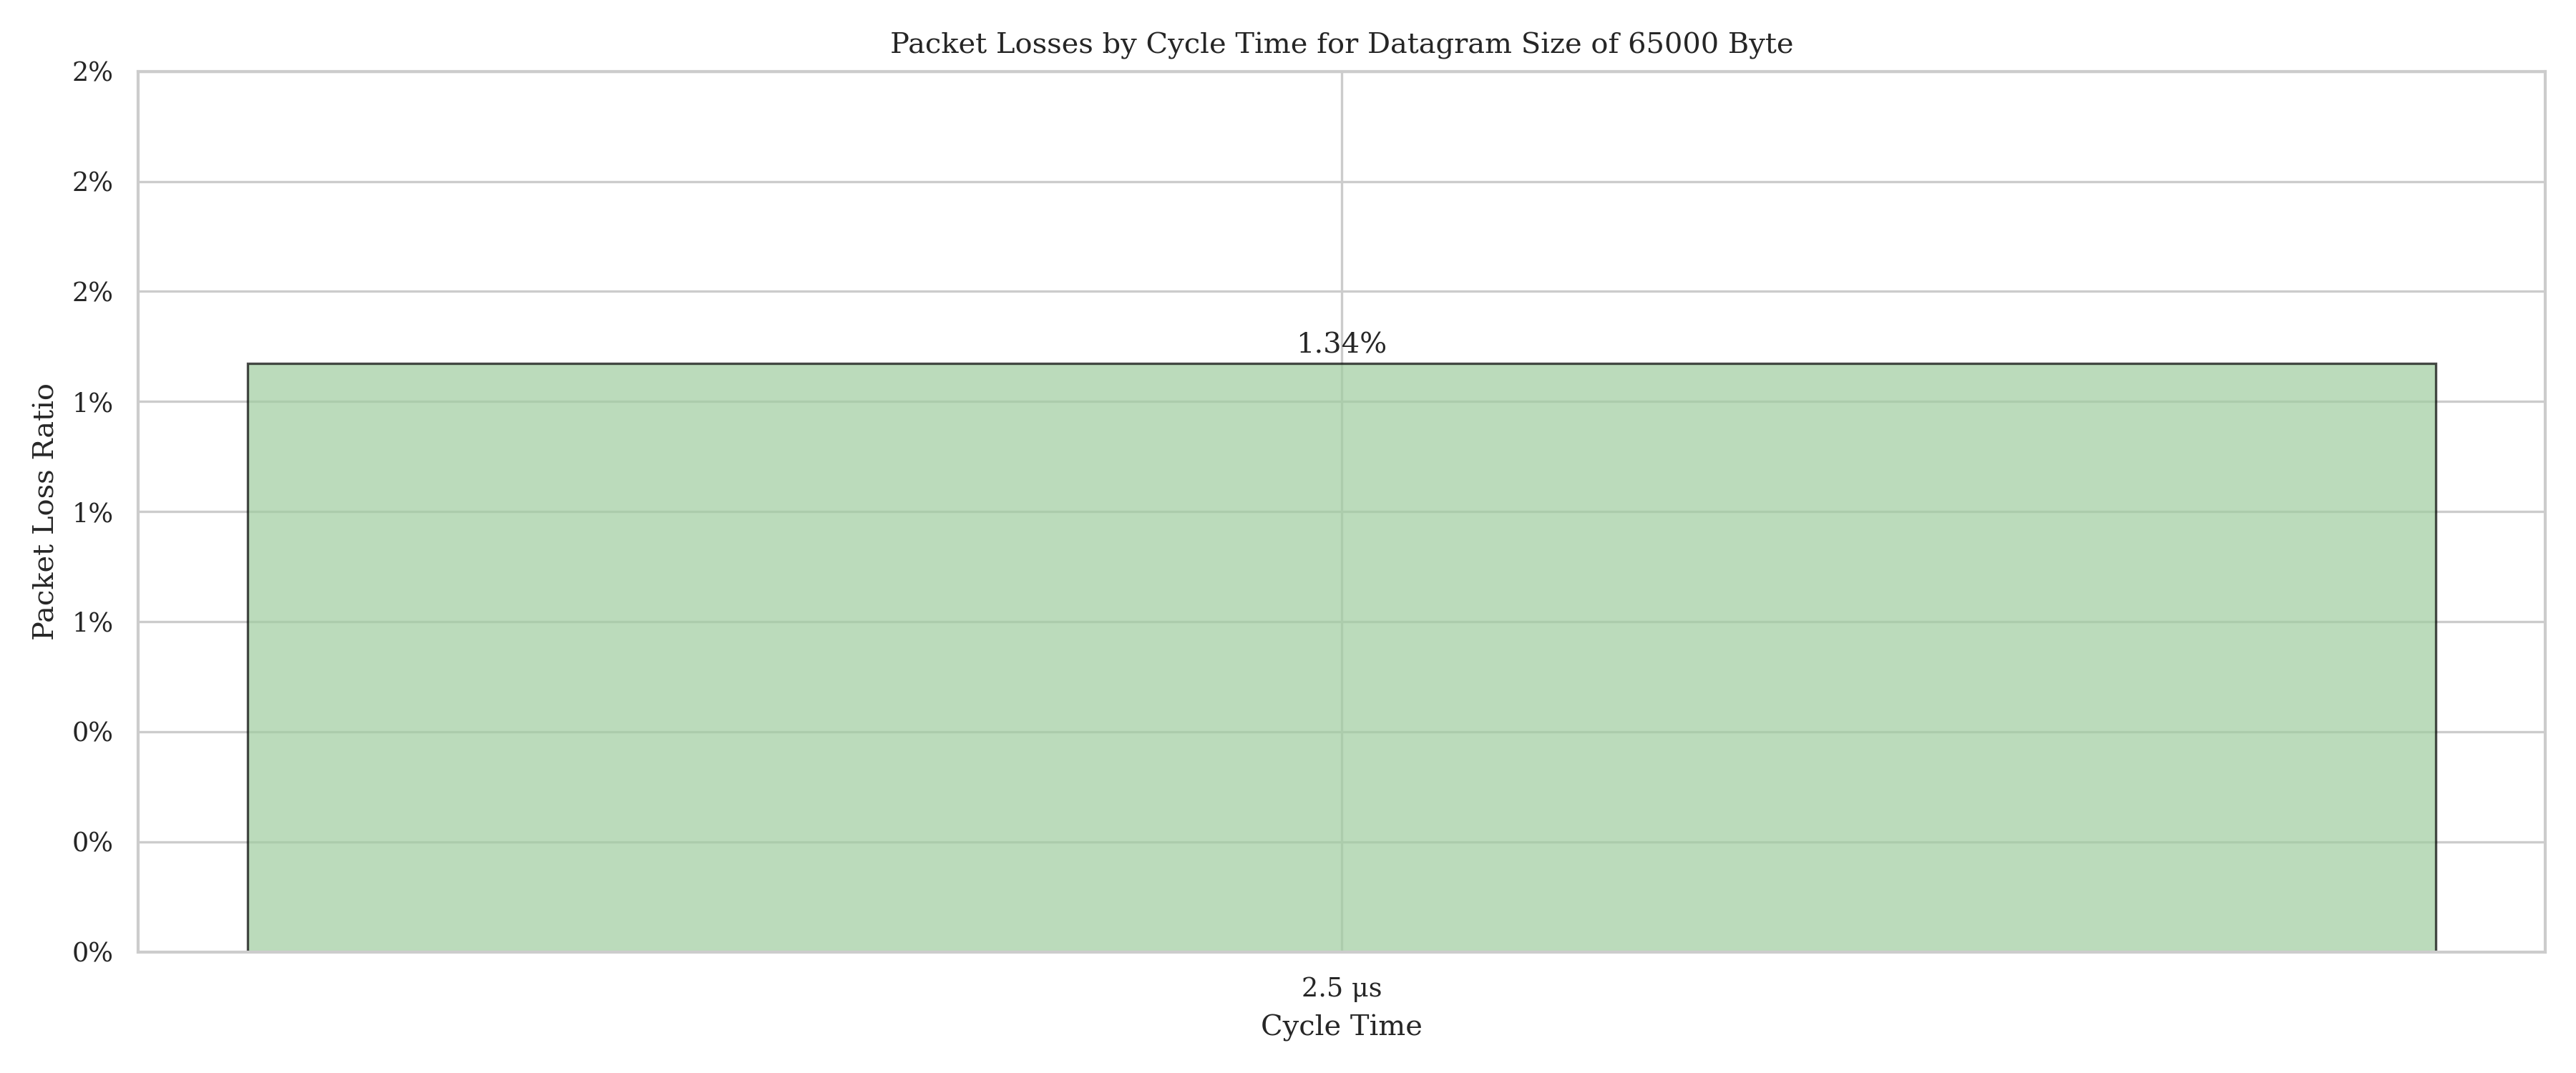 Packet Losses by Cycle Time for Datagram Size of 65000 Byte
2%
2%
2%
1.34%
1%
1%
1%
0%
0%
0%
Packet Loss Ratio
2.5 μs
Cycle Time